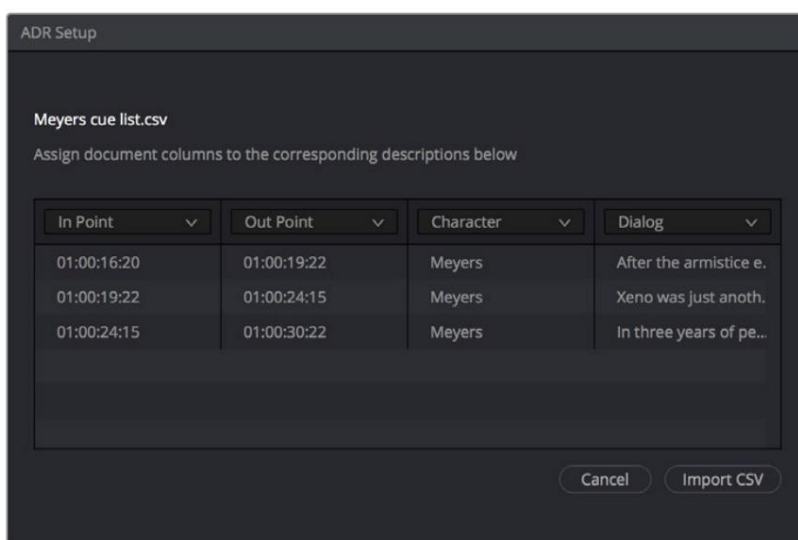 ADR Setup
Meyers cue list.csv
Assign document columns to the corresponding descriptions below
In Point Out Point Character Dialog
01:00:16:20 01:00:19:22 Meyers After the armistice e.
01:00:19:22 01:00:24:15 Meyers Xeno was just anoth.
01:00:24:15 01:00:30:22 Meyers In three years of pe...
Cancel Import CSV